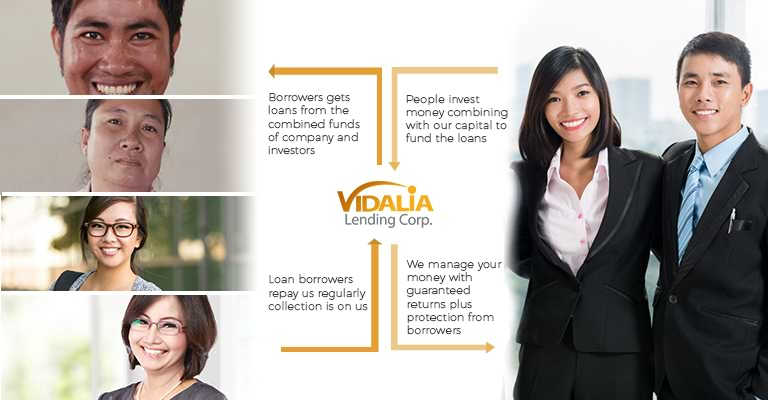 Borrowers gets
loans from the
combined funds
of company and
investors
People invest
money combining
with our capital to
fund the loans
VIDALIA
Lending Corp.
Loan borrowers
repay us regularly
collection is on us
We manage your
money with
guaranteed
returns plus
protection from
borrowers